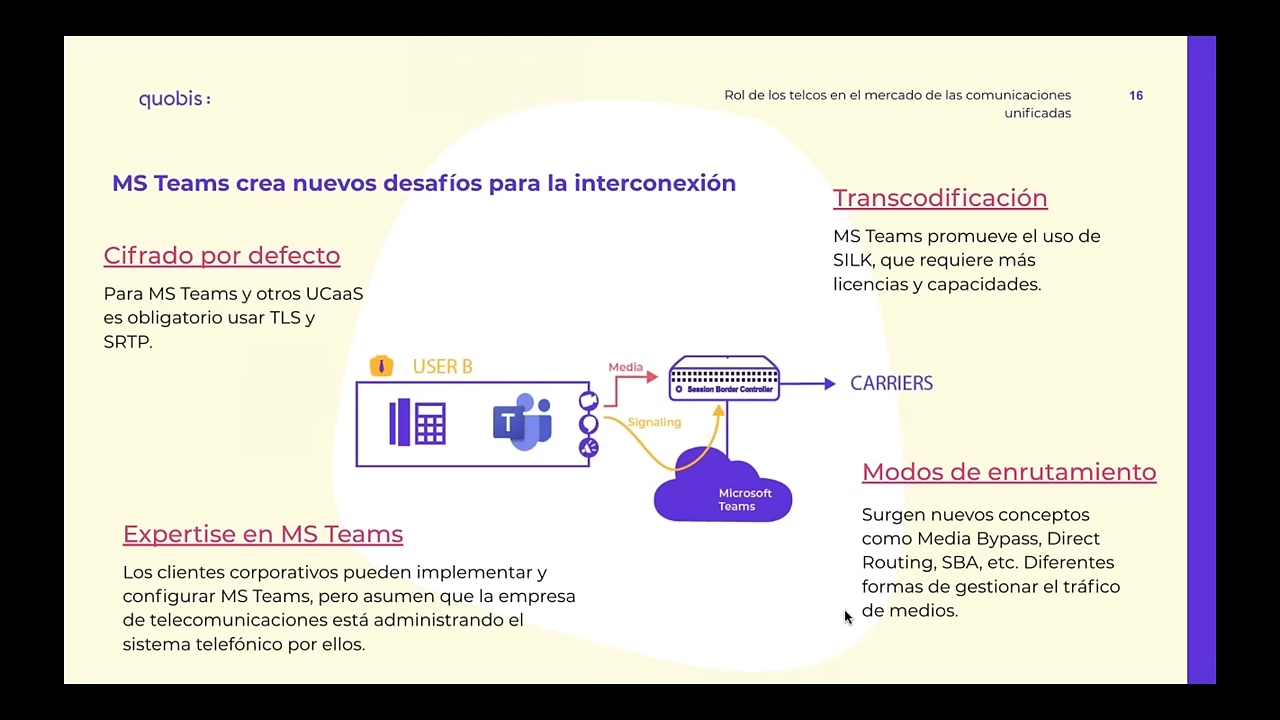 quobis:
Rol de los telcos en el mercado de las comunicaciones
unificadas
16
MS Teams crea nuevos desafíos para la interconexión
Cifrado por defecto
Para MS Teams y otros UCaaS
es obligatorio usar TLS y
SRTP.
Transcodificación
MS Teams promueve el uso de
SILK, que requiere más
licencias y capacidades.
USER B
T
Media
Signaling
Session Border Controller
CARRIERS
Microsoft
Teams
Expertise en MS Teams
Los clientes corporativos pueden implementar y
configurar MS Teams, pero asumen que la empresa
de telecomunicaciones está administrando el
sistema telefónico por ellos.
Modos de enrutamiento
Surgen nuevos conceptos
como Media Bypass, Direct
Routing, SBA, etc. Diferentes
formas de gestionar el tráfico
de medios.